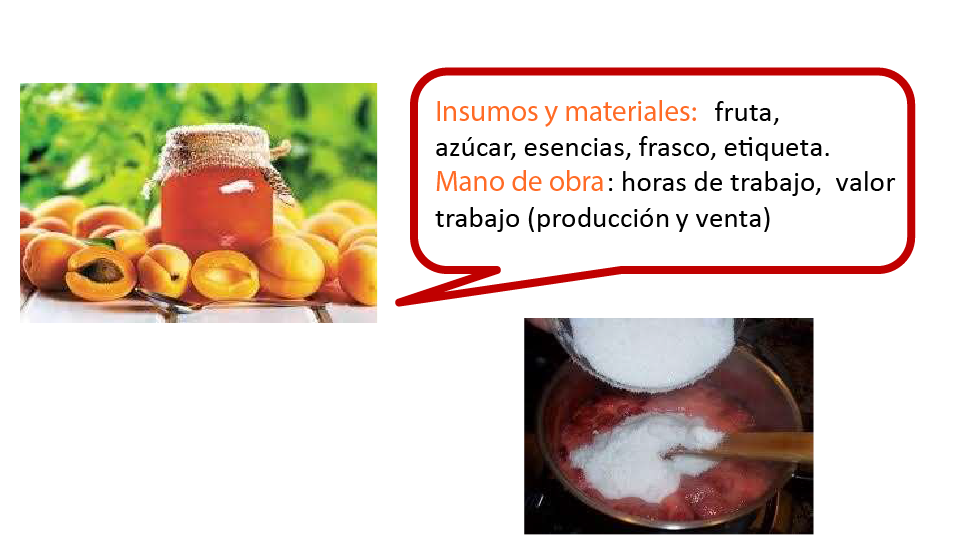 Insumos y materiales: fruta,
azúcar, esencias, frasco, etiqueta.
Mano de obra: horas de trabajo, valor
trabajo (producción y venta)